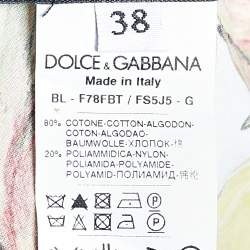 38
DOLCE & GABBANA
Made in Italy
BL - F78FBT / FS5J5 - G
80% COTONE-COTTON-ALGODON-
COTON-ALGODAO-
BAUMWOLLE-ХЛОПОК-棉
20% POLIAMMIDICA-NYLON-
POLIAMIDA-POLYAMIDE-
POLYAMID-ПОЛИАМИД-锦纶